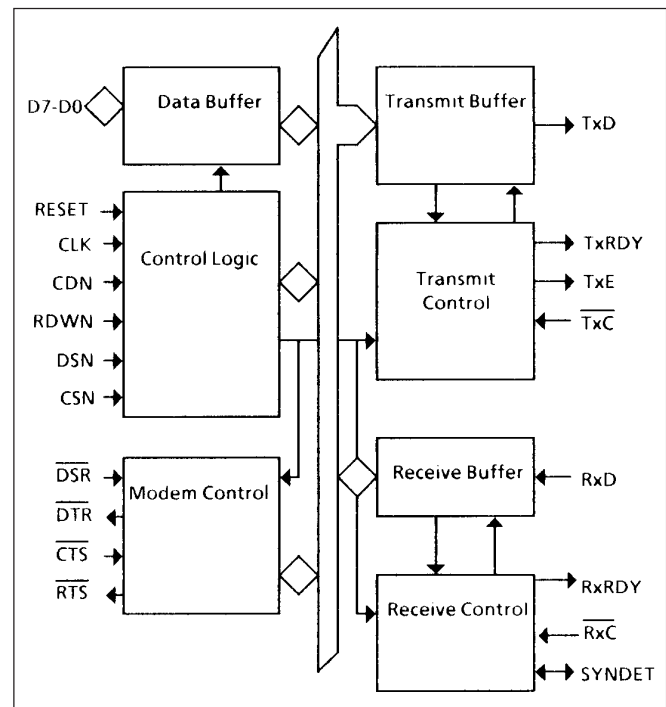 D7-D0
Data Buffer
RESET
CLK
CDN
RDWN
DSN
CSN
Control Logic
DSR
DTR
CTS
RTS
Modem Control
Transmit Buffer
TxD
Transmit
Control
TxRDY
TxE
TxC
Receive Buffer
RxD
Receive Control
RxRDY
RxC
SYNDET